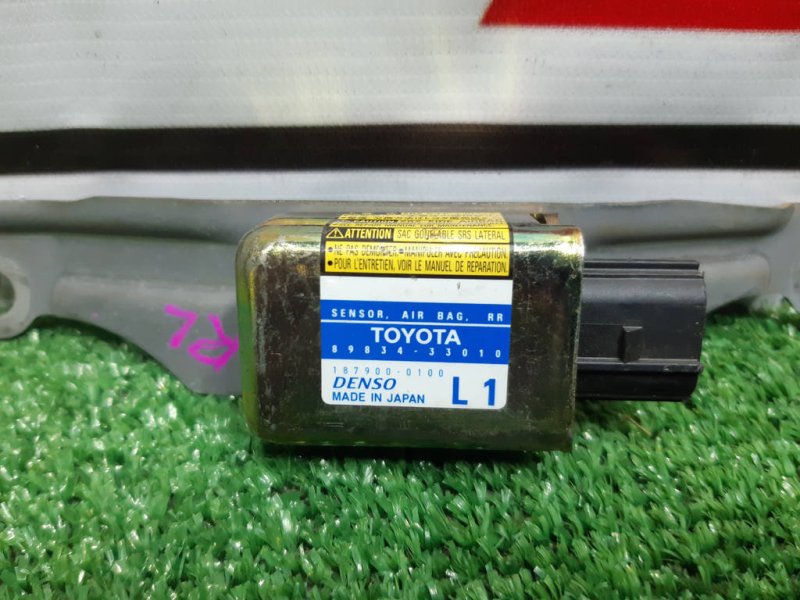 ATTENTION SAC GONFLABLE SRS LATERAL
•NE PAS DEMONTER. •MANIPULER AVEC PRECAUTION.
•POUR L'ENTRETIEN, VOIR LE MANUEL DE REPARATION.
SENSOR, AIR BAG, RR
TOYOTA
89834-33010
187900-0100
DENSO L1
MADE IN JAPAN
RL